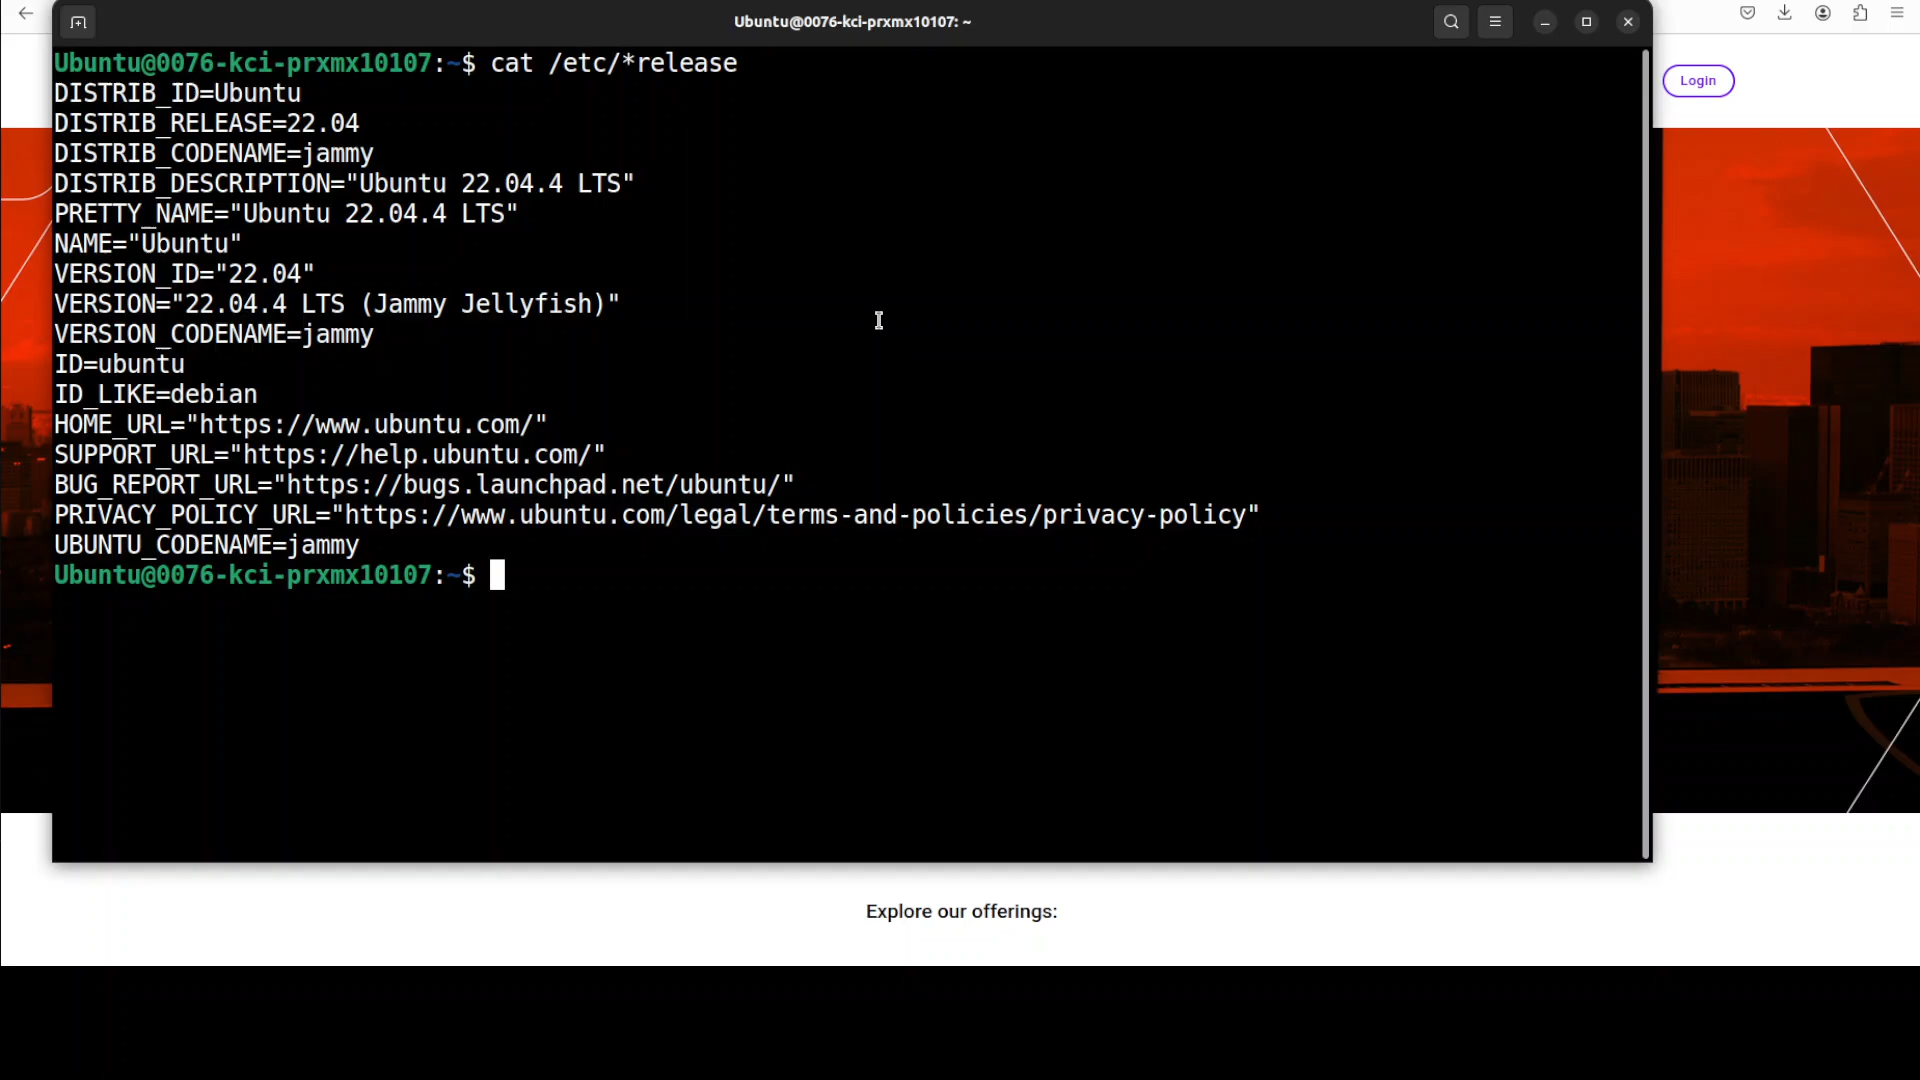 Ubuntu@0076-kci-prxmx10107: ~
Login
Ubuntu@0076-kci-prxmx10107:~$ cat /etc/*release
DISTRIB_ID=Ubuntu
DISTRIB_RELEASE=22.04
DISTRIB_CODENAME=jammy
DISTRIB_DESCRIPTION="Ubuntu 22.04.4 LTS"
PRETTY_NAME="Ubuntu 22.04.4 LTS"
NAME="Ubuntu"
VERSION_ID="22.04"
VERSION="22.04.4 LTS (Jammy Jellyfish)"
VERSION_CODENAME=jammy
ID=ubuntu
ID_LIKE=debian
HOME_URL="https://www.ubuntu.com/"
SUPPORT_URL="https://help.ubuntu.com/"
BUG_REPORT_URL="https://bugs.launchpad.net/ubuntu/"
PRIVACY_POLICY_URL="https://www.ubuntu.com/legal/terms-and-policies/privacy-policy"
UBUNTU_CODENAME=jammy
Ubuntu@0076-kci-prxmx10107:~$
Explore our offerings: